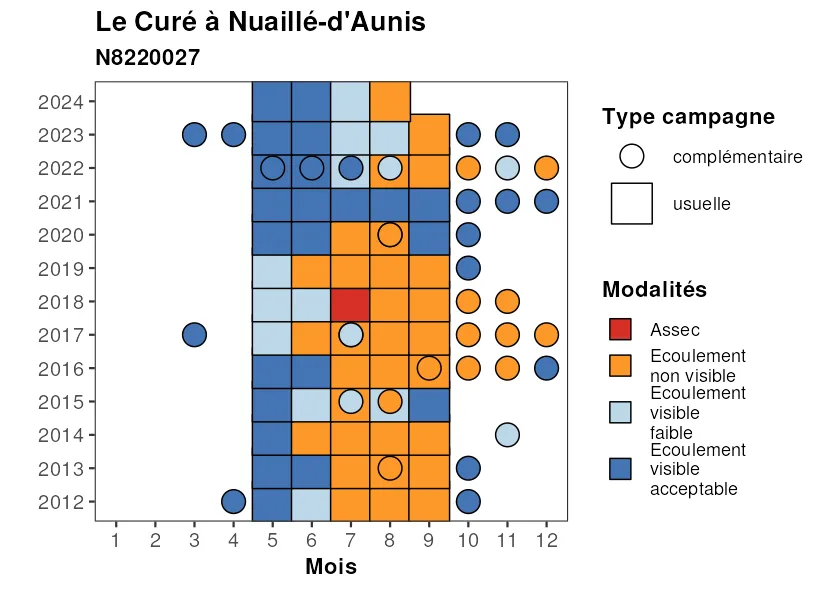 Le Curé à Nuaillé-d'Aunis
N8220027
2024
2023
2022
2021
2020
2019
2018
2017
2016
2015
2014
2013
2012
1 2 3 4 5 6 7 8 9 10 11 12
Mois
Type campagne
complémentaire
usuelle
Modalités
Assec
Ecoulement
non visible
Ecoulement
visible
faible
Ecoulement
visible
acceptable